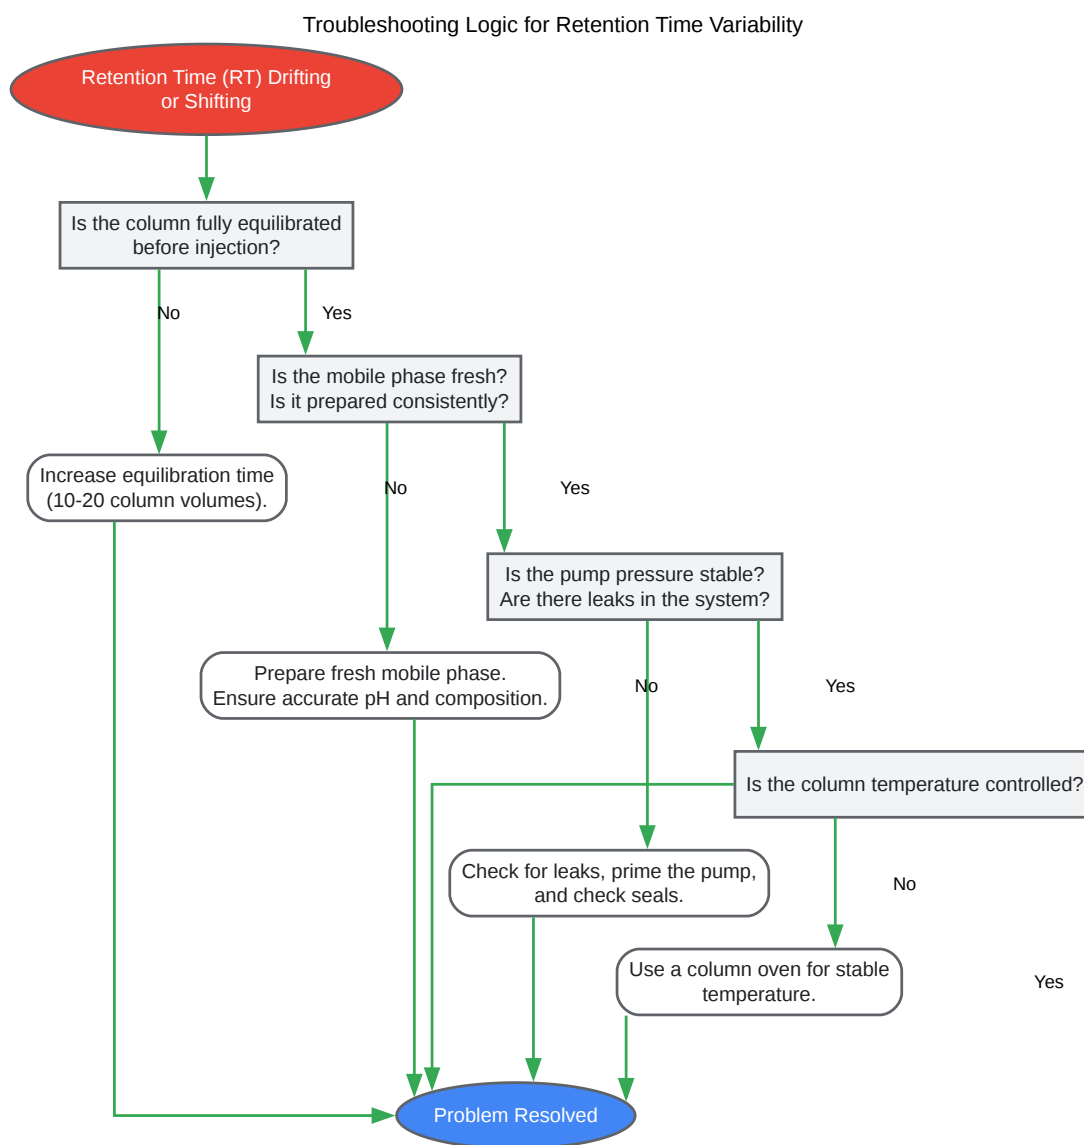 Troubleshooting Logic for Retention Time Variability
Retention Time (RT) Drifting
or Shifting
Is the column fully equilibrated
before injection?
No
Yes
Is the mobile phase fresh?
Is it prepared consistently?
Increase equilibration time
(10-20 column volumes).
No
Yes
Is the pump pressure stable?
Are there leaks in the system?
Prepare fresh mobile phase.
Ensure accurate pH and composition.
No
Yes
Is the column temperature controlled?
Check for leaks, prime the pump,
and check seals.
No
Use a column oven for stable
temperature.
Yes
Problem Resolved